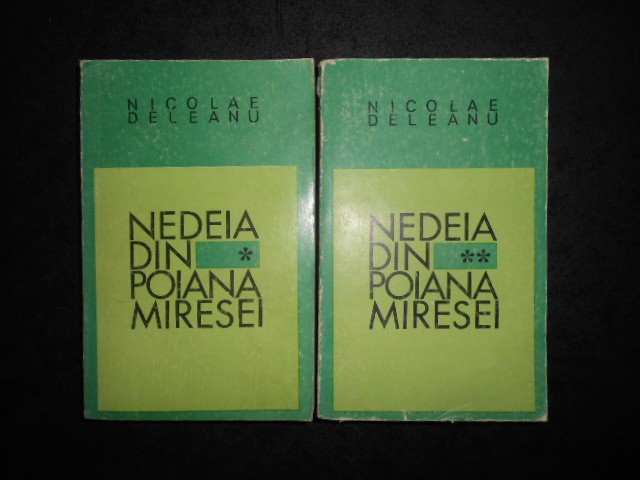 NICOLAE
DELEANU
NEDEIA
DIN *
POIANA
MIRESEI
NICOLAE
DELEANU
NEDEIA
DIN **
POIANA
MIRESEI